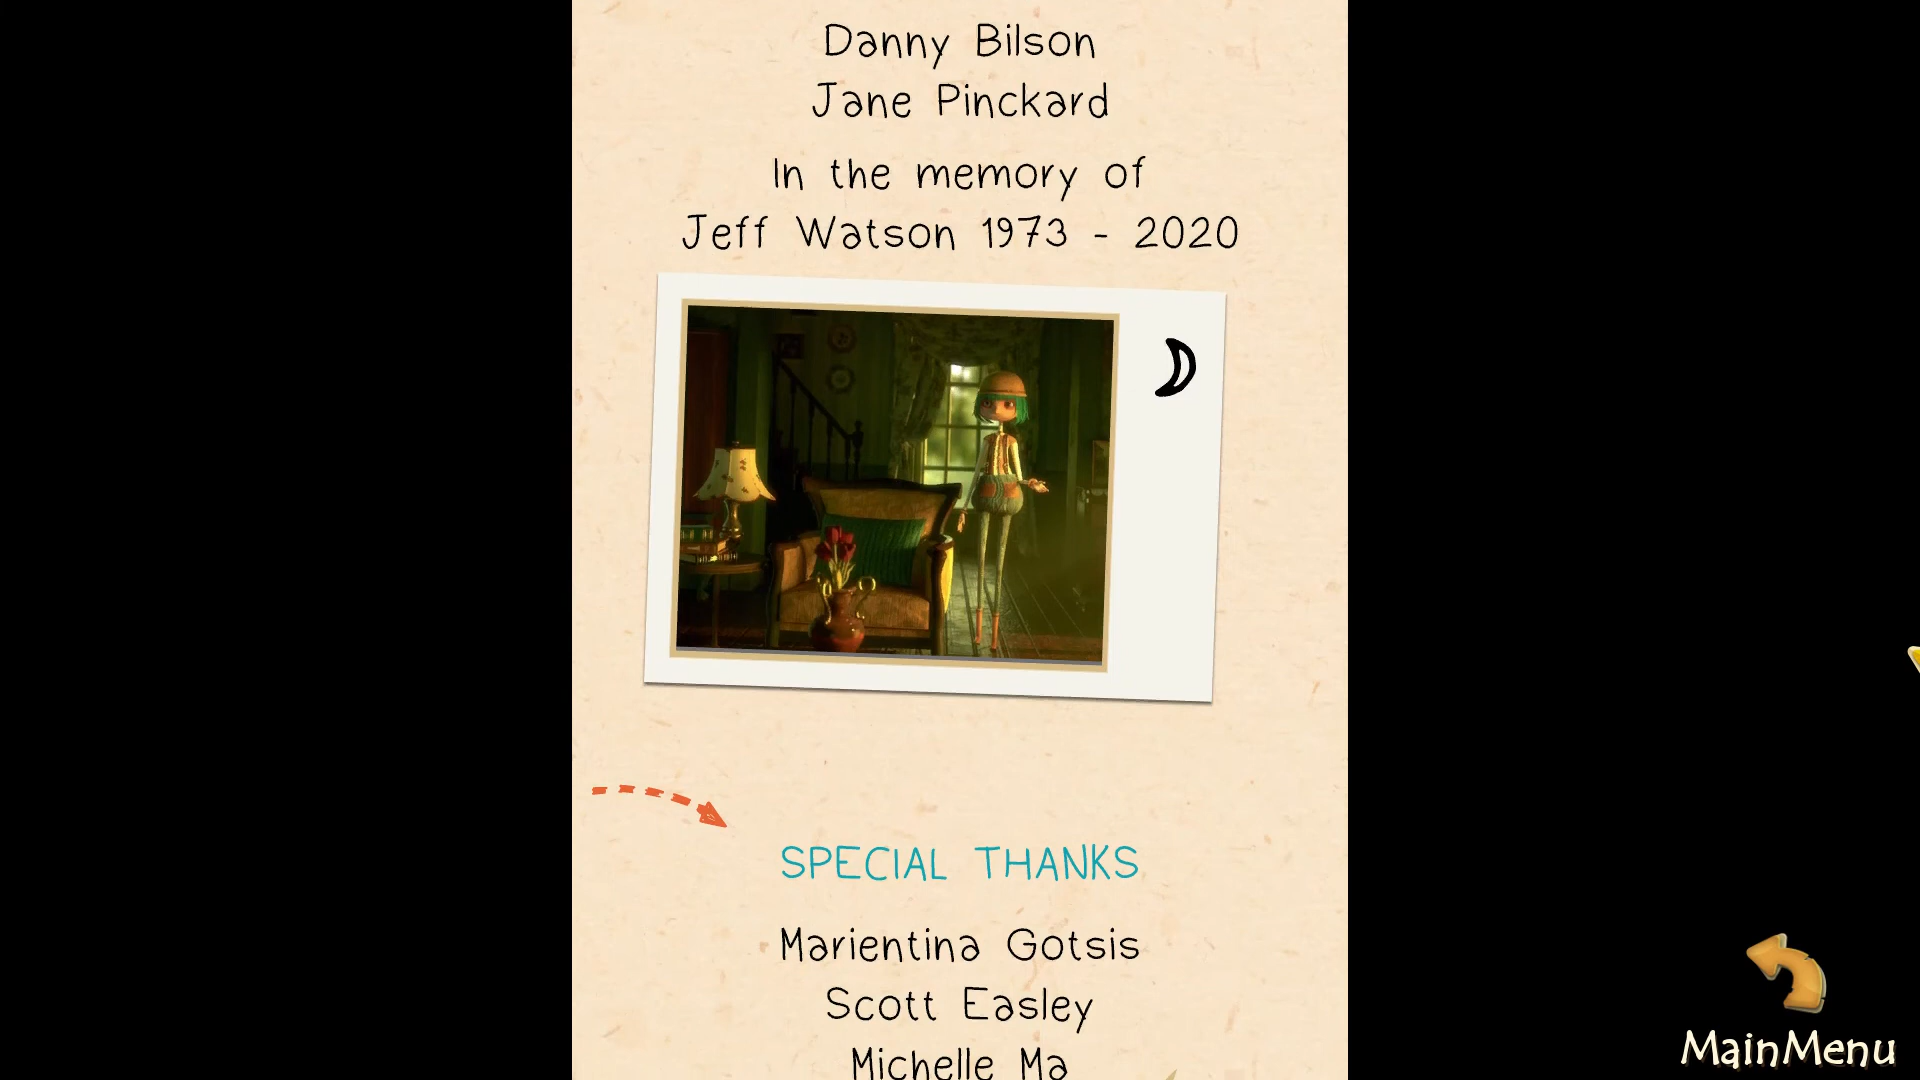 Danny Bilson
Jane Pinckard
In the memory of
Jeff Watson 1973 - 2020
SPECIAL THANKS
Marientina Gotsis
Scott Easley
Michelle Ma
MainMenu